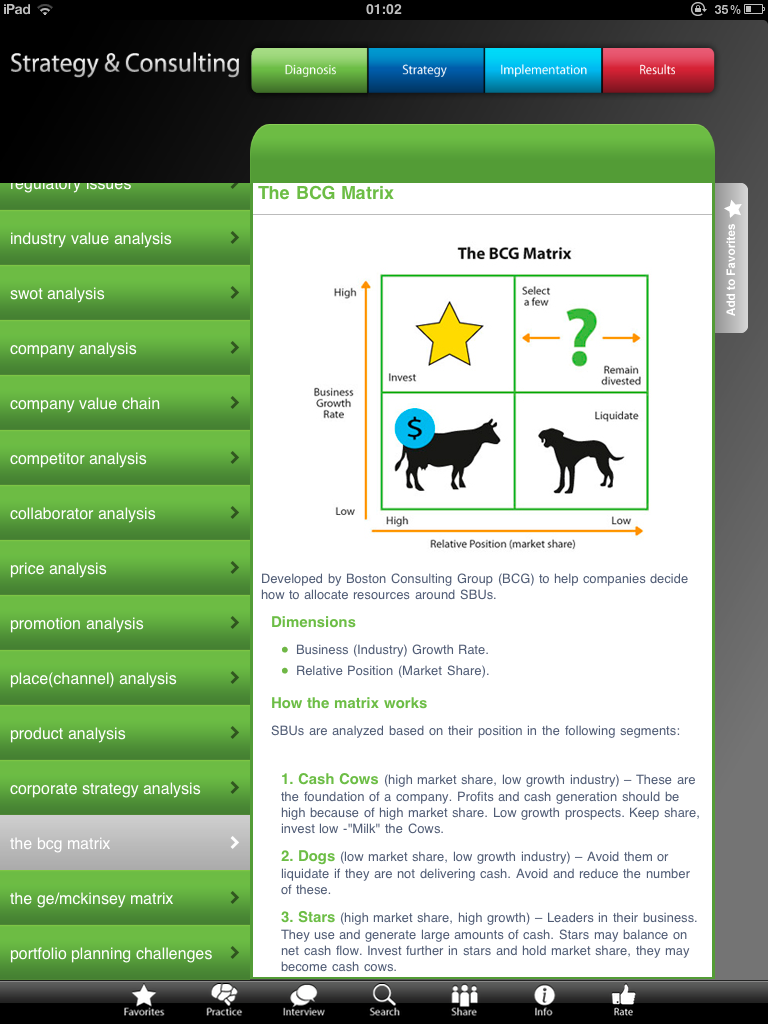 iPad
01:02
35%
Strategy & Consulting
Diagnosis
Strategy
Implementation
Results
regulatory issues
industry value analysis
swot analysis
company analysis
company value chain
competitor analysis
collaborator analysis
price analysis
promotion analysis
place(channel) analysis
product analysis
corporate strategy analysis
the bcg matrix
the ge/mckinsey matrix
portfolio planning challenges
The BCG Matrix
Add to Favorites
The BCG Matrix
High
Select
a few
?
Invest
Remain
divested
Business
Growth
Rate
$
Liquidate
Low
High
Low
Relative Position (market share)
Developed by Boston Consulting Group (BCG) to help companies decide
how to allocate resources around SBUs.
Dimensions
Business (Industry) Growth Rate.
Relative Position (Market Share).
How the matrix works
SBUs are analyzed based on their position in the following segments:
1. Cash Cows (high market share, low growth industry) – These are
the foundation of a company. Profits and cash generation should be
high because of high market share. Low growth prospects. Keep share,
invest low -"Milk" the Cows.
2. Dogs (low market share, low growth industry) – Avoid them or
liquidate if they are not delivering cash. Avoid and reduce the number
of these.
3. Stars (high market share, high growth) – Leaders in their business.
They use and generate large amounts of cash. Stars may balance on
net cash flow. Invest further in stars and hold market share, they may
become cash cows.
Favorites
Practice
Interview
Search
Share
Info
Rate